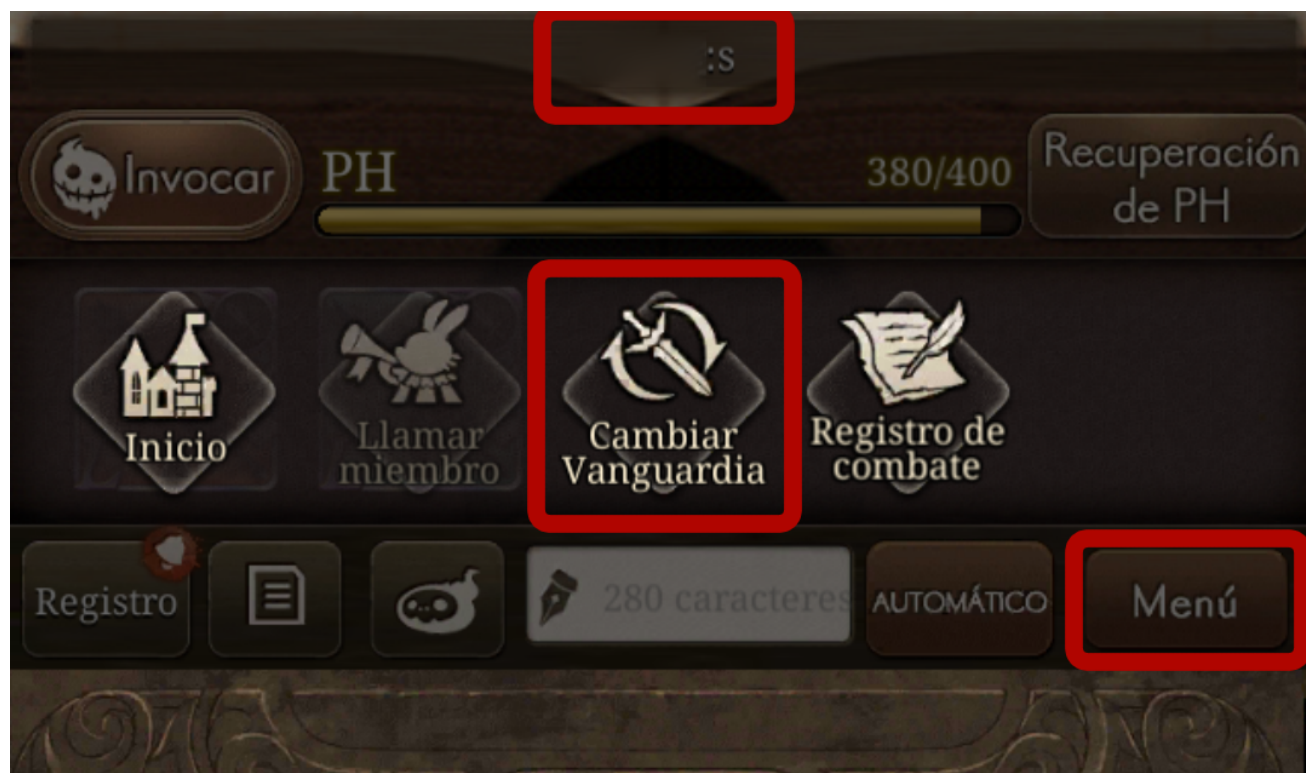 :s
Invocar
PH
380/400
Recuperación
de PH
Inicio
Llamar
miembro
Cambiar
Vanguardia
Registro de
combate
Registro
280 caracteres
AUTOMÁTICO
Menú